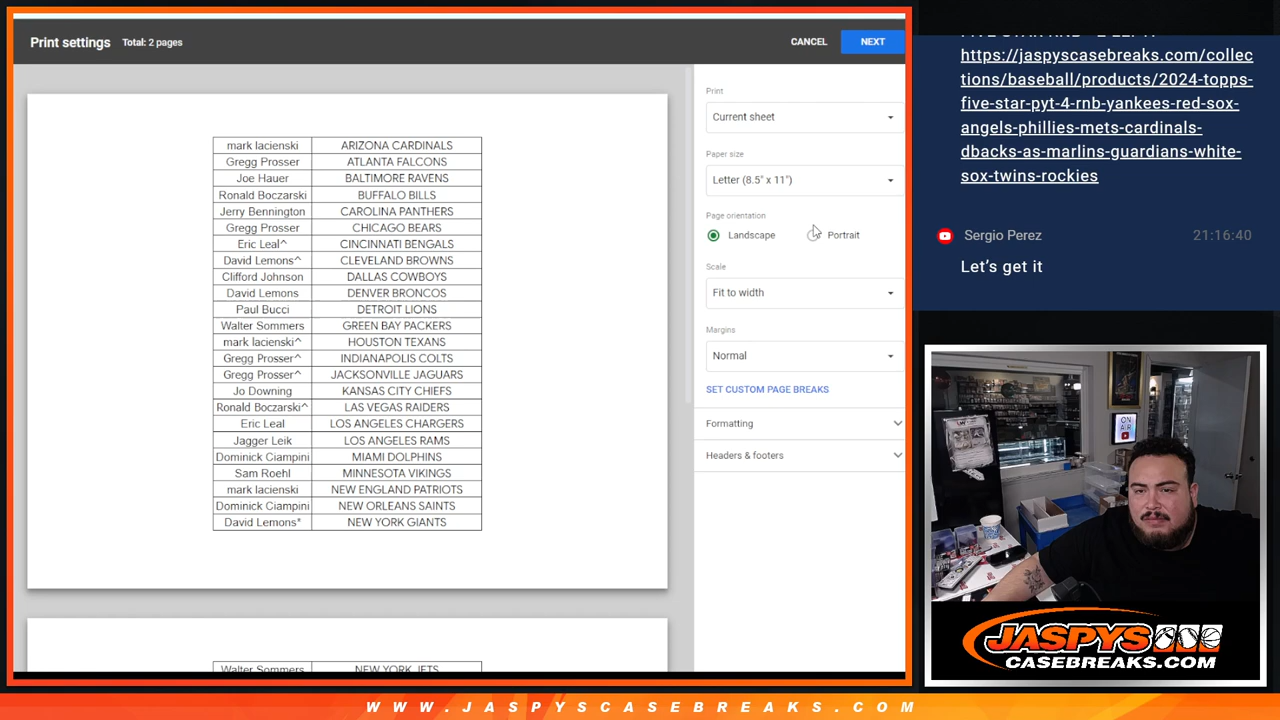 Print settings Total: 2 pages CANCEL NEXT
mark Iacienski ARIZONA CARDINALS
Gregg Prosser ATLANTA FALCONS
Joe Hauer BALTIMORE RAVENS
Ronald Boczarski BUFFALO BILLS
Jerry Bennington CAROLINA PANTHERS
Gregg Prosser CHICAGO BEARS
Eric Leal^ CINCINNATI BENGALS
David Lemons^ CLEVELAND BROWNS
Clifford Johnson DALLAS COWBOYS
David Lemons DENVER BRONCOS
Paul Bucci DETROIT LIONS
Walter Sommers GREEN BAY PACKERS
mark Iacienski^ HOUSTON TEXANS
Gregg Prosser^ INDIANAPOLIS COLTS
Gregg Prosser^ JACKSONVILLE JAGUARS
Jo Downing KANSAS CITY CHIEFS
Ronald Boczarski^ LAS VEGAS RAIDERS
Eric Leal LOS ANGELES CHARGERS
Jagger Leik LOS ANGELES RAMS
Dominick Ciampini MIAMI DOLPHINS
Sam Roehl MINNESOTA VIKINGS
mark Iacienski NEW ENGLAND PATRIOTS
Dominick Ciampini NEW ORLEANS SAINTS
David Lemons* NEW YORK GIANTS
Walter Sommers NEW YORK JETS
Print
Current sheet
Paper size
Letter (8.5" x 11")
Page orientation
Landscape Portrait
Scale
Fit to width
Margins
Normal
SET CUSTOM PAGE BREAKS
Formatting
Headers & footers
https://jaspyscasebreaks.com/collec
tions/baseball/products/2024-topps-
five-star-pyt-4-rnb-yankees-red-sox-
angels-phillies-mets-cardinals-
dbacks-as-marlins-guardians-white-
sox-twins-rockies
Sergio Perez 21:16:40
Let's get it
ON
AIR
JASPYS
CASEBREAKS.COM
WWW.JASPYSCASEBREAKS.COM